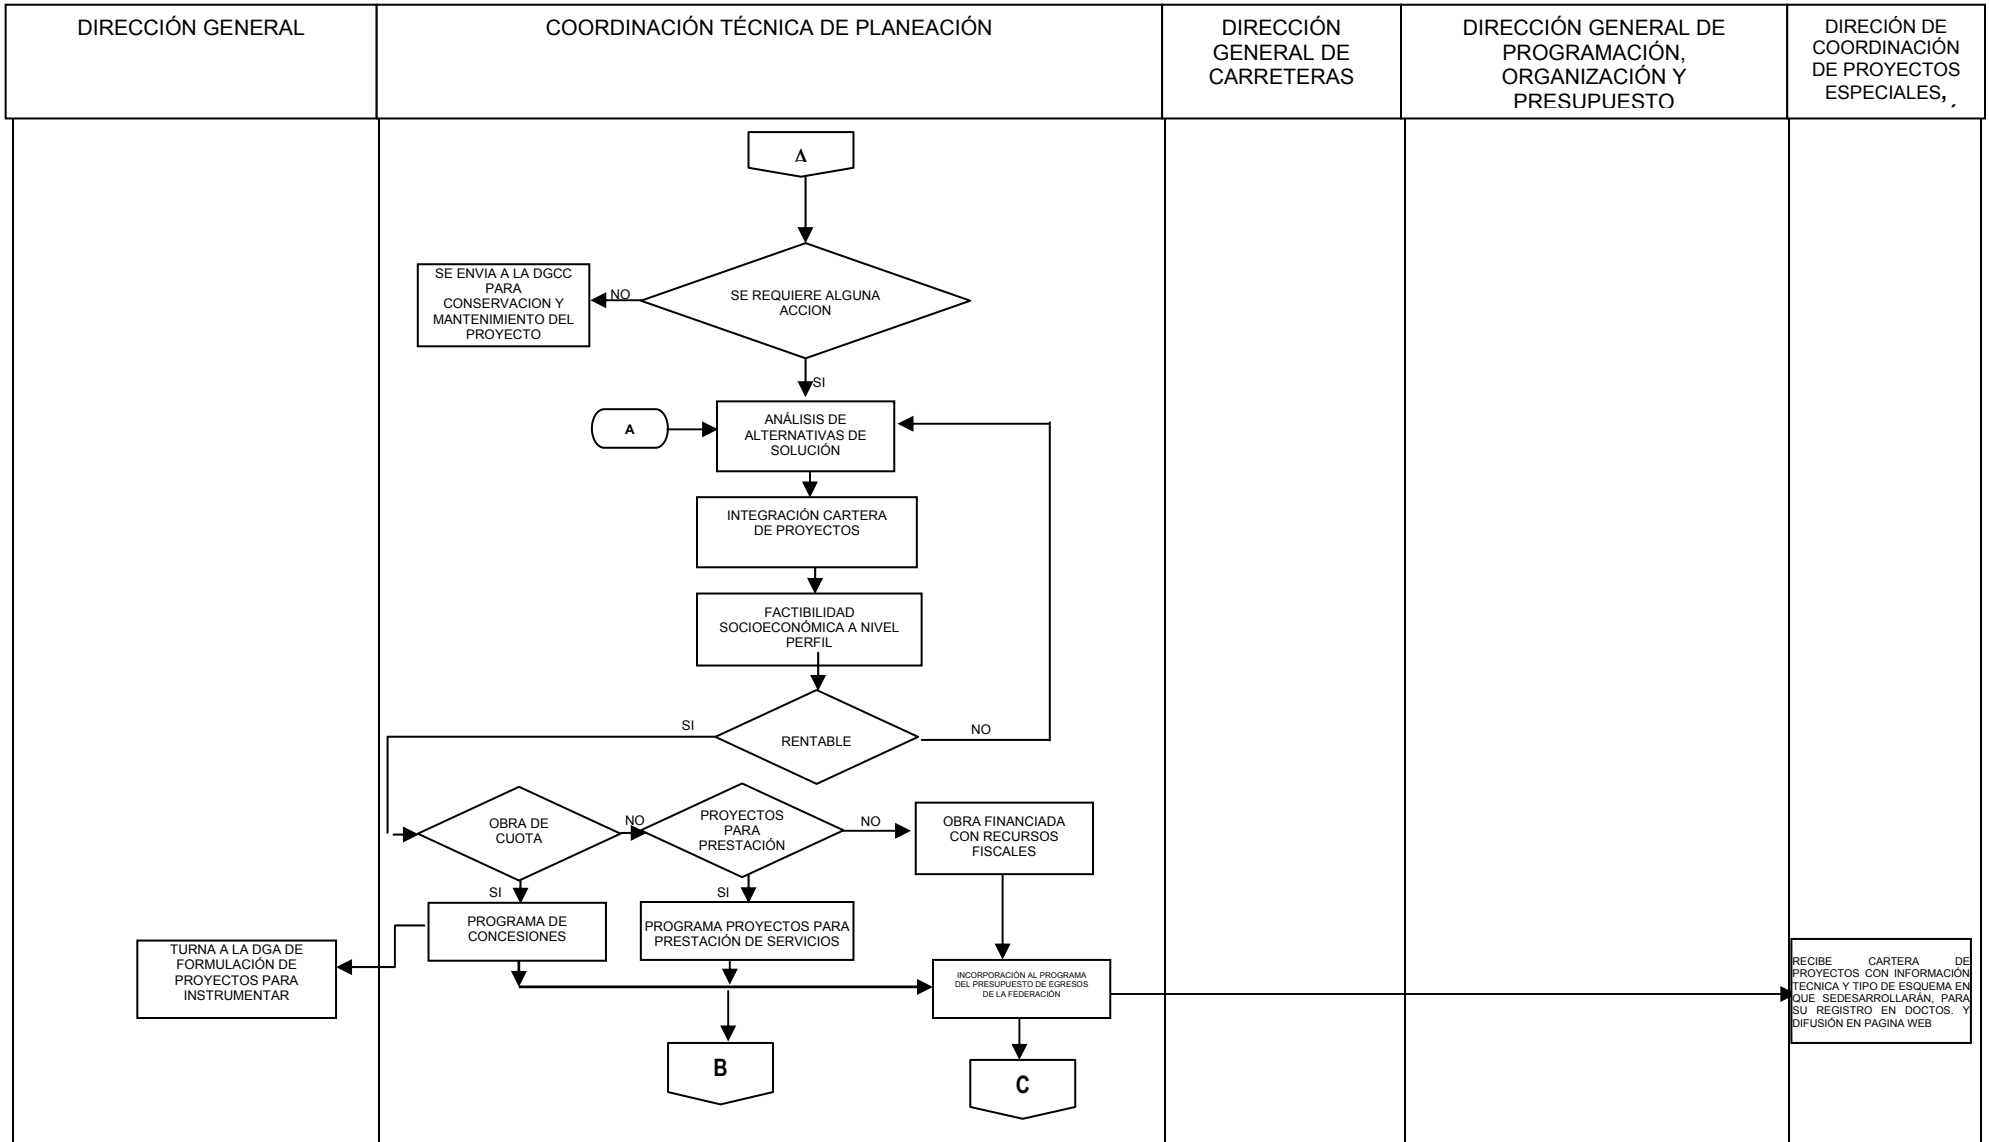 DIRECCIÓN GENERAL
COORDINACIÓN TÉCNICA DE PLANEACIÓN
DIRECCIÓN
GENERAL DE
CARRETERAS
DIRECCIÓN GENERAL DE
PROGRAMACIÓN,
ORGANIZACIÓN Y
PRESUPUESTO
DIRECIÓN DE
COORDINACIÓN
DE PROYECTOS
ESPECIALES,
A
SE ENVIA A LA DGCC
PARA
CONSERVACION Y
MANTENIMIENTO DEL
PROYECTO
NO
SE REQUIERE ALGUNA
ACCION
SI
A
ANÁLISIS DE
ALTERNATIVAS DE
SOLUCIÓN
INTEGRACIÓN CARTERA
DE PROYECTOS
FACTIBILIDAD
SOCIOECONÓMICA A NIVEL
PERFIL
SI
RENTABLE
NO
OBRA DE
CUOTA
NO
PROYECTOS
PARA
PRESTACIÓN
NO
OBRA FINANCIADA
CON RECURSOS
FISCALES
SI
SI
PROGRAMA DE
CONCESIONES
PROGRAMA PROYECTOS PARA
PRESTACIÓN DE SERVICIOS
TURNA A LA DGA DE
FORMULACIÓN DE
PROYECTOS PARA
INSTRUMENTAR
INCORPORACIÓN AL PROGRAMA
DEL PRESUPUESTO DE EGRESOS
DE LA FEDERACIÓN
RECIBE CARTERA DE
PROYECTOS CON INFORMACIÓN
TECNICA Y TIPO DE ESQUEMA EN
QUE SEDESARROLLARÁN, PARA
SU REGISTRO EN DOCTOS. Y
DIFUSIÓN EN PAGINA WEB
B
C